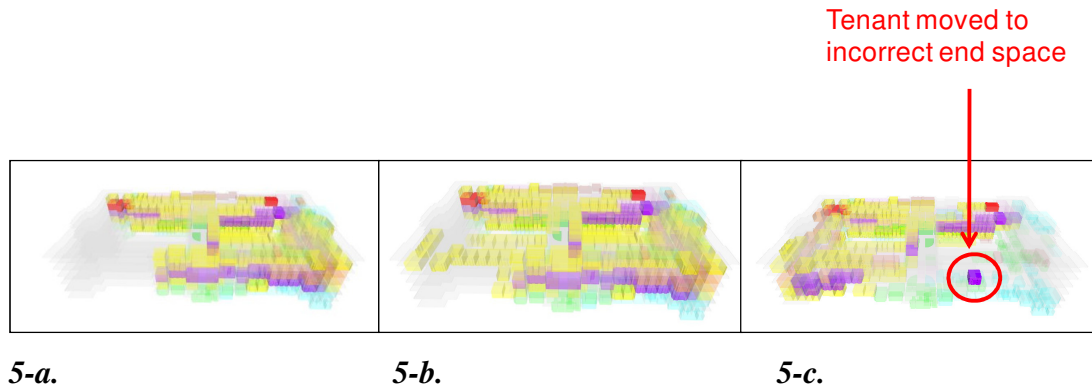 Tenant moved to
incorrect end space
5-a.
5-b.
5-c.